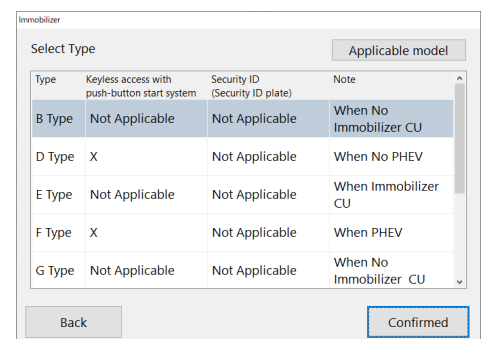 Immobilizer
Select Type
Applicable model
Type Keyless access with push-button start system Security ID (Security ID plate) Note
B Type Not Applicable Not Applicable When No Immobilizer CU
D Type X Not Applicable When No PHEV
E Type Not Applicable Not Applicable When Immobilizer CU
F Type X Not Applicable When PHEV
G Type Not Applicable Not Applicable When No Immobilizer CU
Back
Confirmed